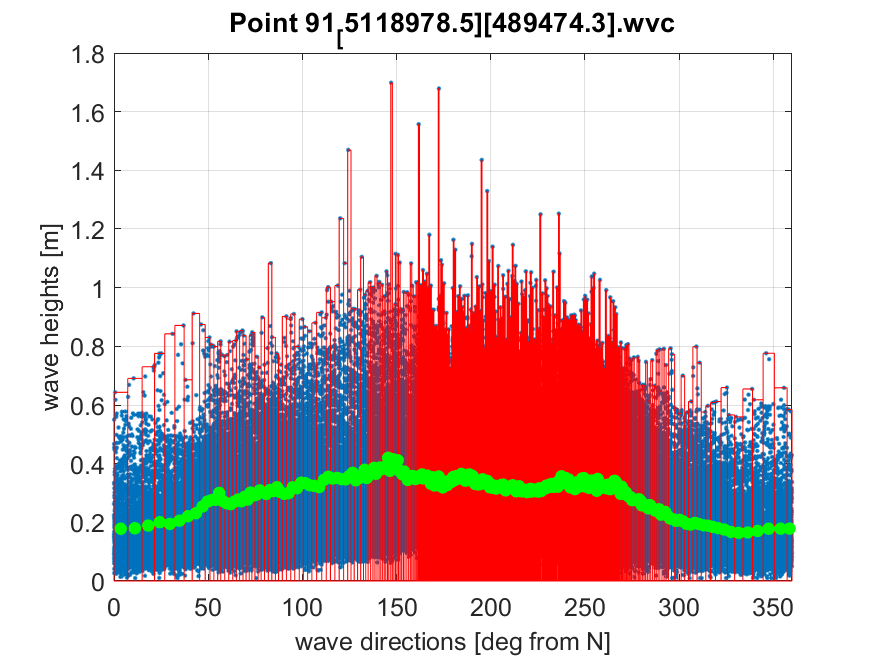 Point 91[5118978.5][489474.3].wvc
wave heights [m]
1.8
1.6
1.4
1.2
1
0.8
0.6
0.4
0.2
0
0 50 100 150 200 250 300 350
wave directions [deg from N]